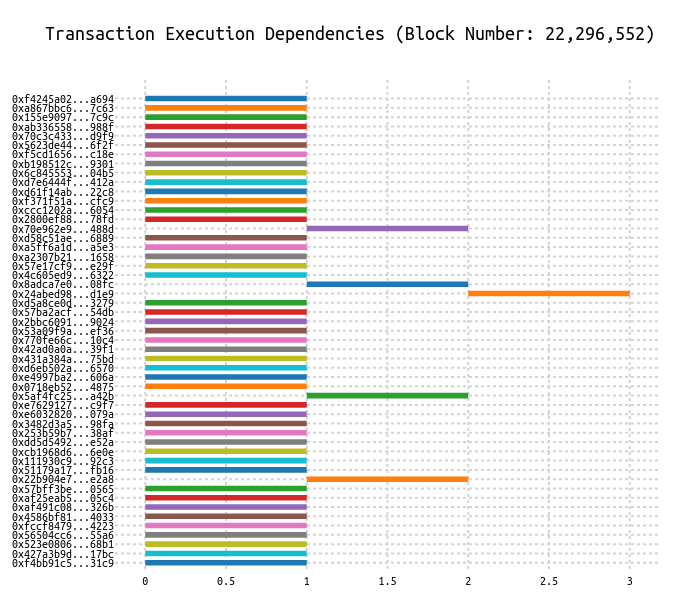 Transaction Execution Dependencies (Block Number: 22,296,552)
0xf4245a02...a694
0xa867bbc6...7c63
0x155e9097...7c9c
0xab336558...988f
0x70c3c433...d9f9
0x5623de44...6f2f
0xf5cd1656...c18e
0xb198512c...9301
0x6c845553...04b5
0xd7e6444f...412a
0xd61f14ab...22c8
0xf371f51a...cfc9
0xccc1202a...6054
0x2800ef88...78fd
0x70e962e9...488d
0xd58c51ae...6889
0xa5ff6a1d...a5e3
0xa2307b21...1658
0x57e17cf9...e29f
0x4c605ed9...6322
0x8adca7e0...08fc
0x24abed98...d1e9
0xd5a8ce0d...3279
0x57ba2acf...54db
0x2bbc6091...9024
0x53a09f9a...ef36
0x770fe66c...10c4
0x42ad0a0a...39f1
0x431a384a...75bd
0xd6eb502a...6570
0xe4997ba2...606a
0x0718eb52...4875
0x5af4fc25...a42b
0xe7629127...c9f7
0xe6032820...079a
0x3482d3a5...98fa
0x253b59b7...38af
0xdd5d5492...e52a
0xcb1968d6...6e0e
0x111930c9...92c3
0x51179a17...fb16
0x22b904e7...e2a8
0x57bff3be...0565
0xaf25eab5...05c4
0xaf491c08...326b
0x4586bf81...4033
0xfccf8479...4223
0x56504cc6...55a6
0x523e0806...68b1
0x427a3b9d...17bc
0xf4bb91c5...31c9
0 0.5 1 1.5 2 2.5 3